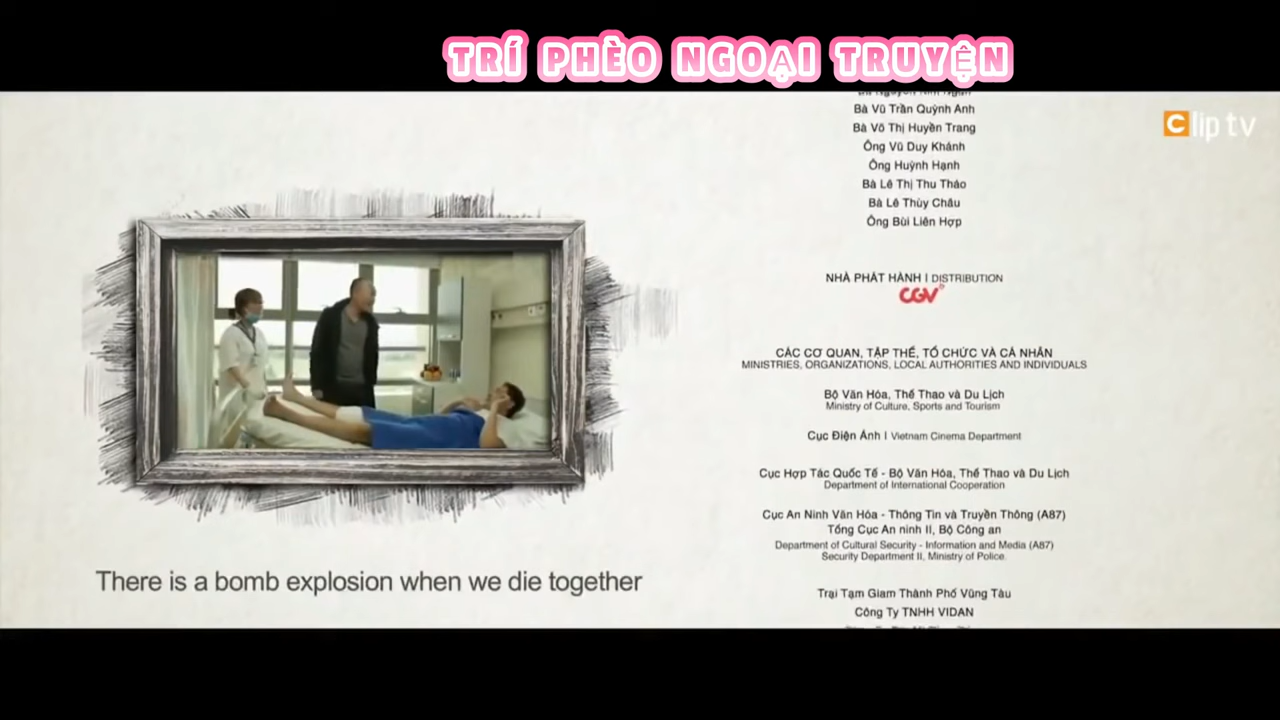 TRÍ PHÈO NGOẠI TRUYỆN
Clip tv
Bà Vũ Trần Quỳnh Anh
Bà Võ Thị Huyền Trang
Ông Vũ Duy Khánh
Ông Huỳnh Hạnh
Bà Lê Thị Thu Thảo
Bà Lê Thùy Châu
Ông Bùi Liên Hợp
NHÀ PHÁT HÀNH I DISTRIBUTION
CGV
CÁC CƠ QUAN, TẬP THỂ, TỔ CHỨC VÀ CÁ NHÂN
MINISTRIES, ORGANIZATIONS, LOCAL AUTHORITIES AND INDIVIDUALS
Bộ Văn Hóa, Thể Thao và Du Lịch
Ministry of Culture, Sports and Tourism
Cục Điện Ảnh I Vietnam Cinema Department
Cục Hợp Tác Quốc Tế - Bộ Văn Hóa, Thể Thao và Du Lịch
Department of International Cooperation
Cục An Ninh Văn Hóa - Thông Tin và Truyền Thông (A87)
Tổng Cục An ninh II, Bộ Công an
Department of Cultural Security - Information and Media (A87)
Security Department II, Ministry of Police.
Trại Tạm Giam Thành Phố Vũng Tàu
Công Ty TNHH VIDAN
There is a bomb explosion when we die together